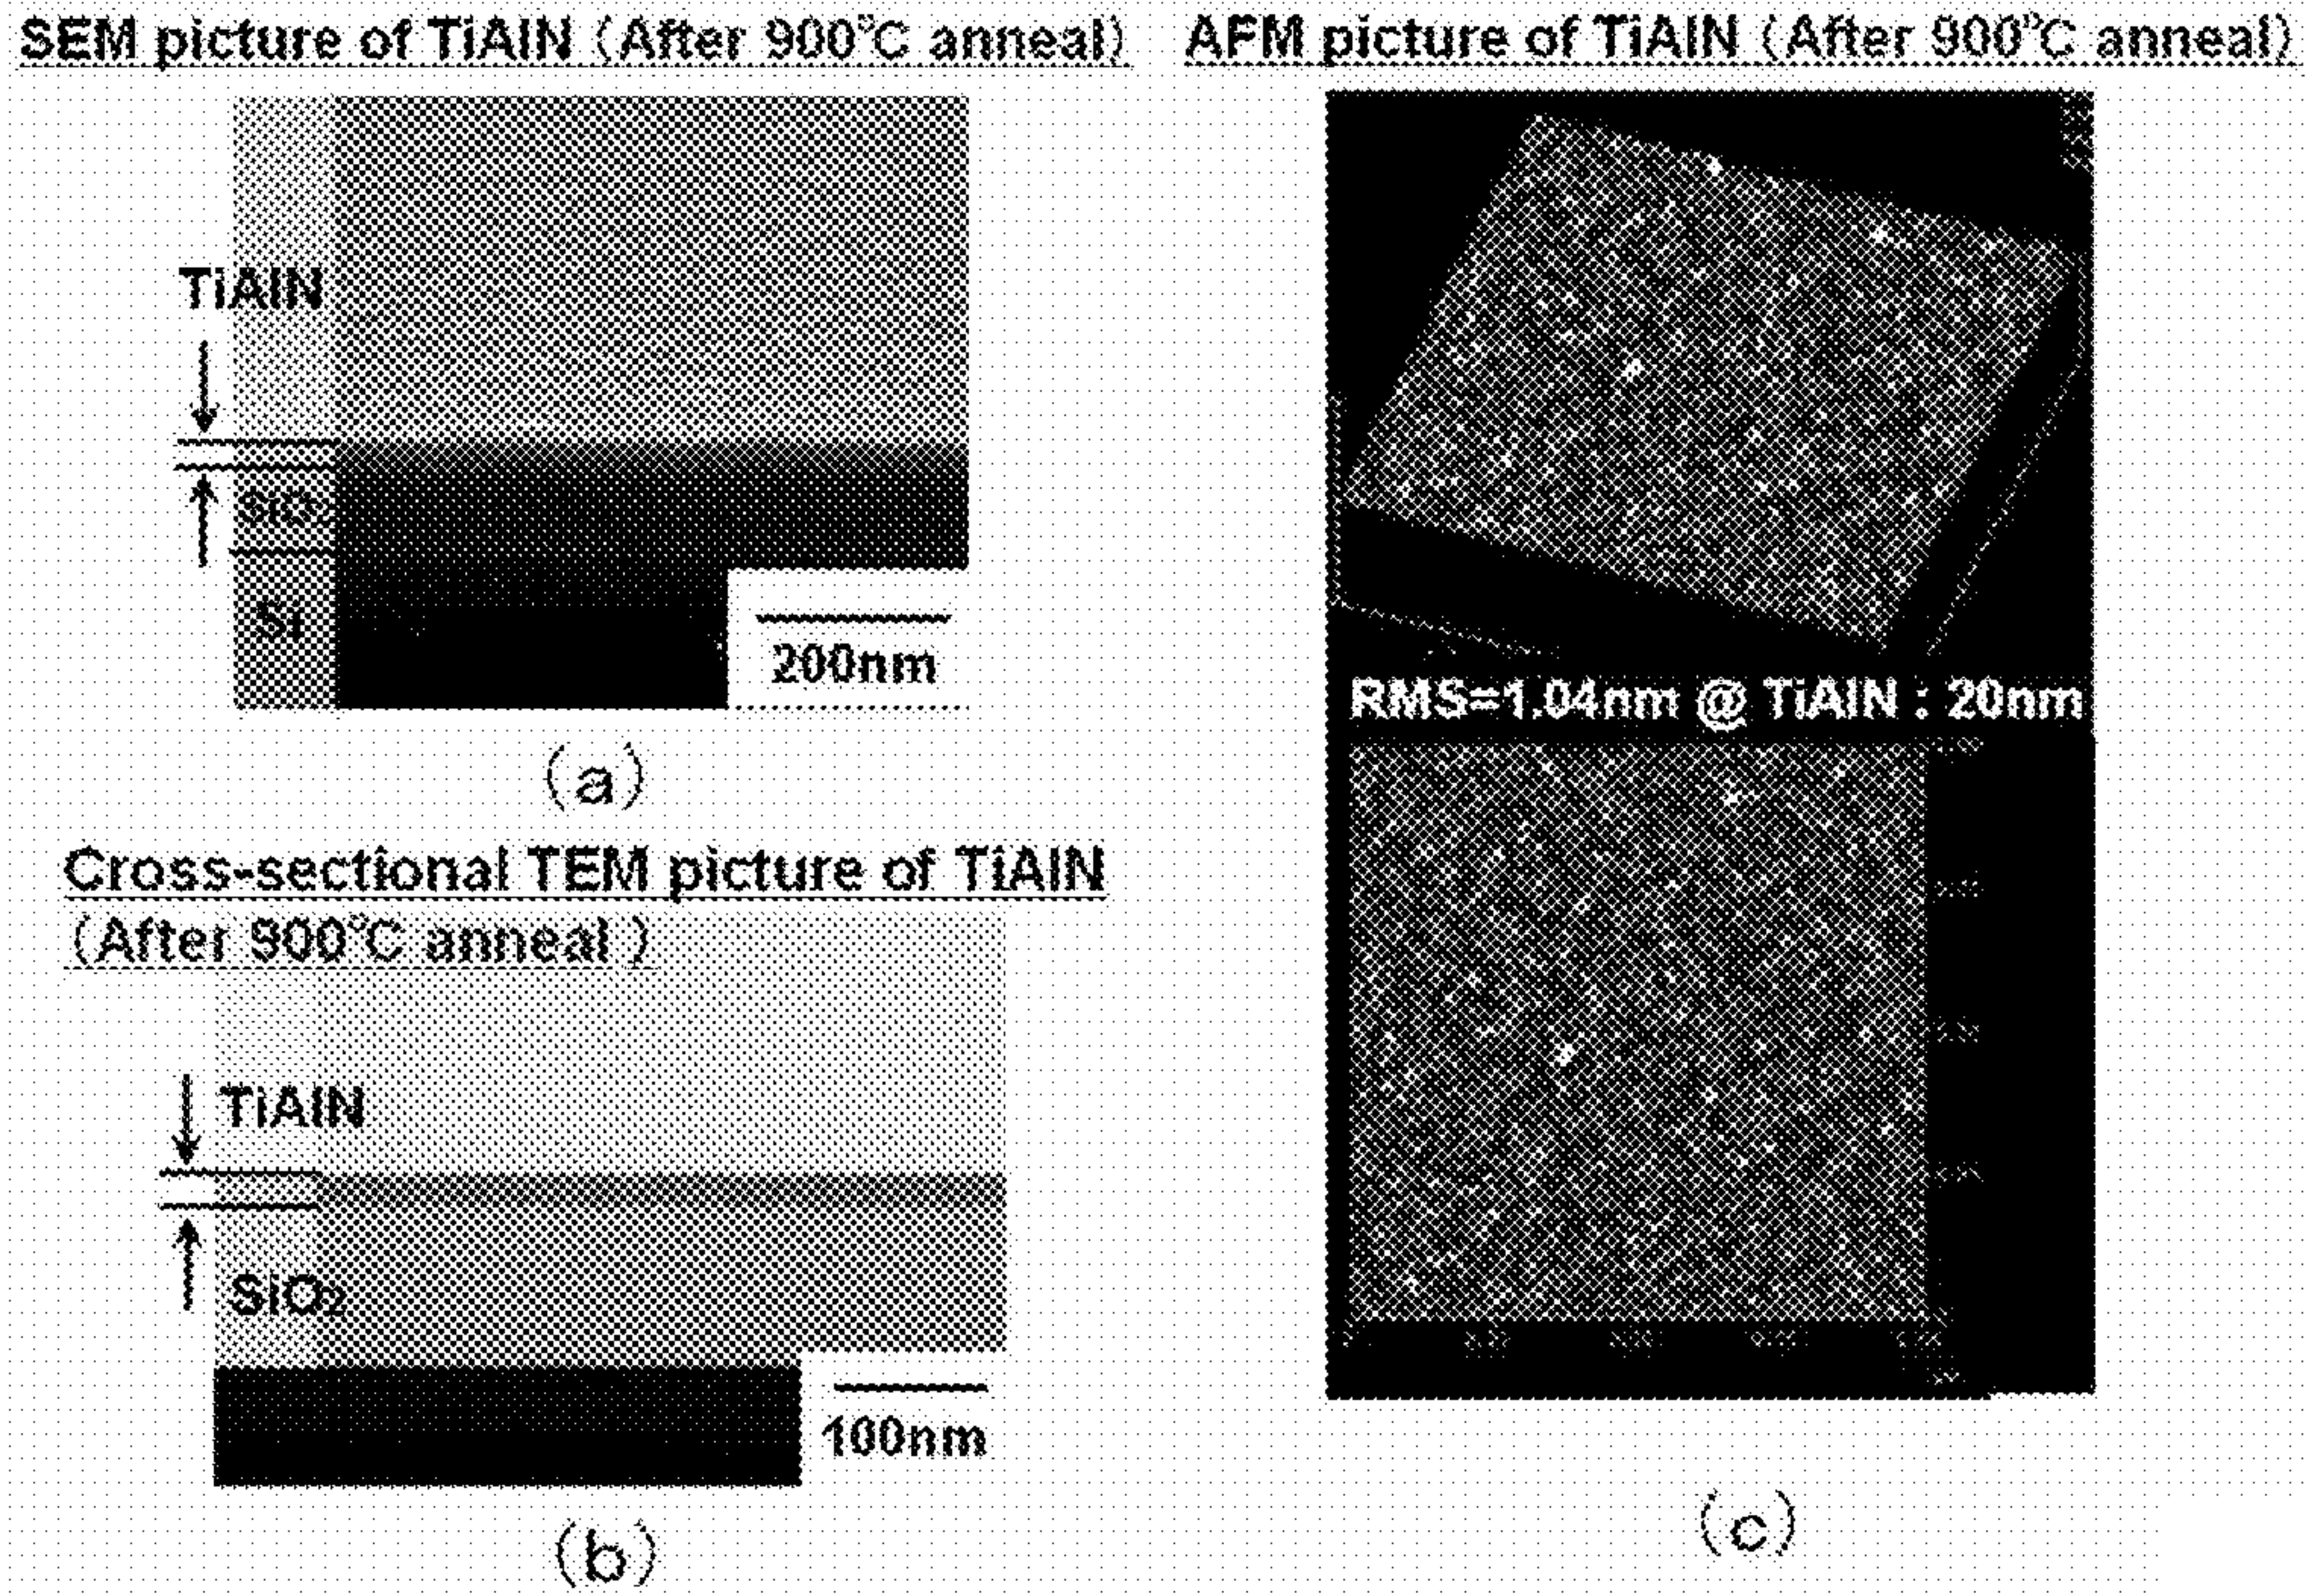 SEM picture of TiAlN (After 900℃ anneal)
TiAlN
SiO
Si
200nm
(a)
Cross-sectional TEM picture of TiAlN
(After 900℃ anneal)
TiAlN
SiO₂
100nm
(b)
AFM picture of TiAlN (After 900℃ anneal)
RMS=1.04nm @ TiAlN : 20nm
(c)